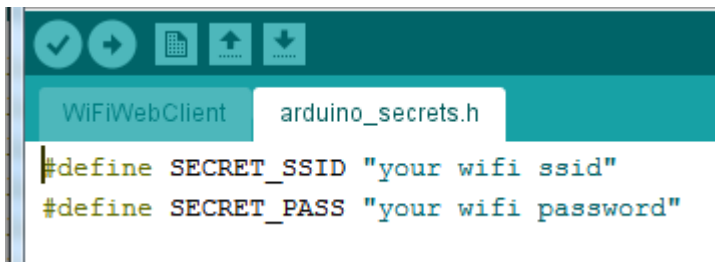 WiFiWebClient arduino_secrets.h
#define SECRET_SSID "your wifi ssid"
#define SECRET_PASS "your wifi password"